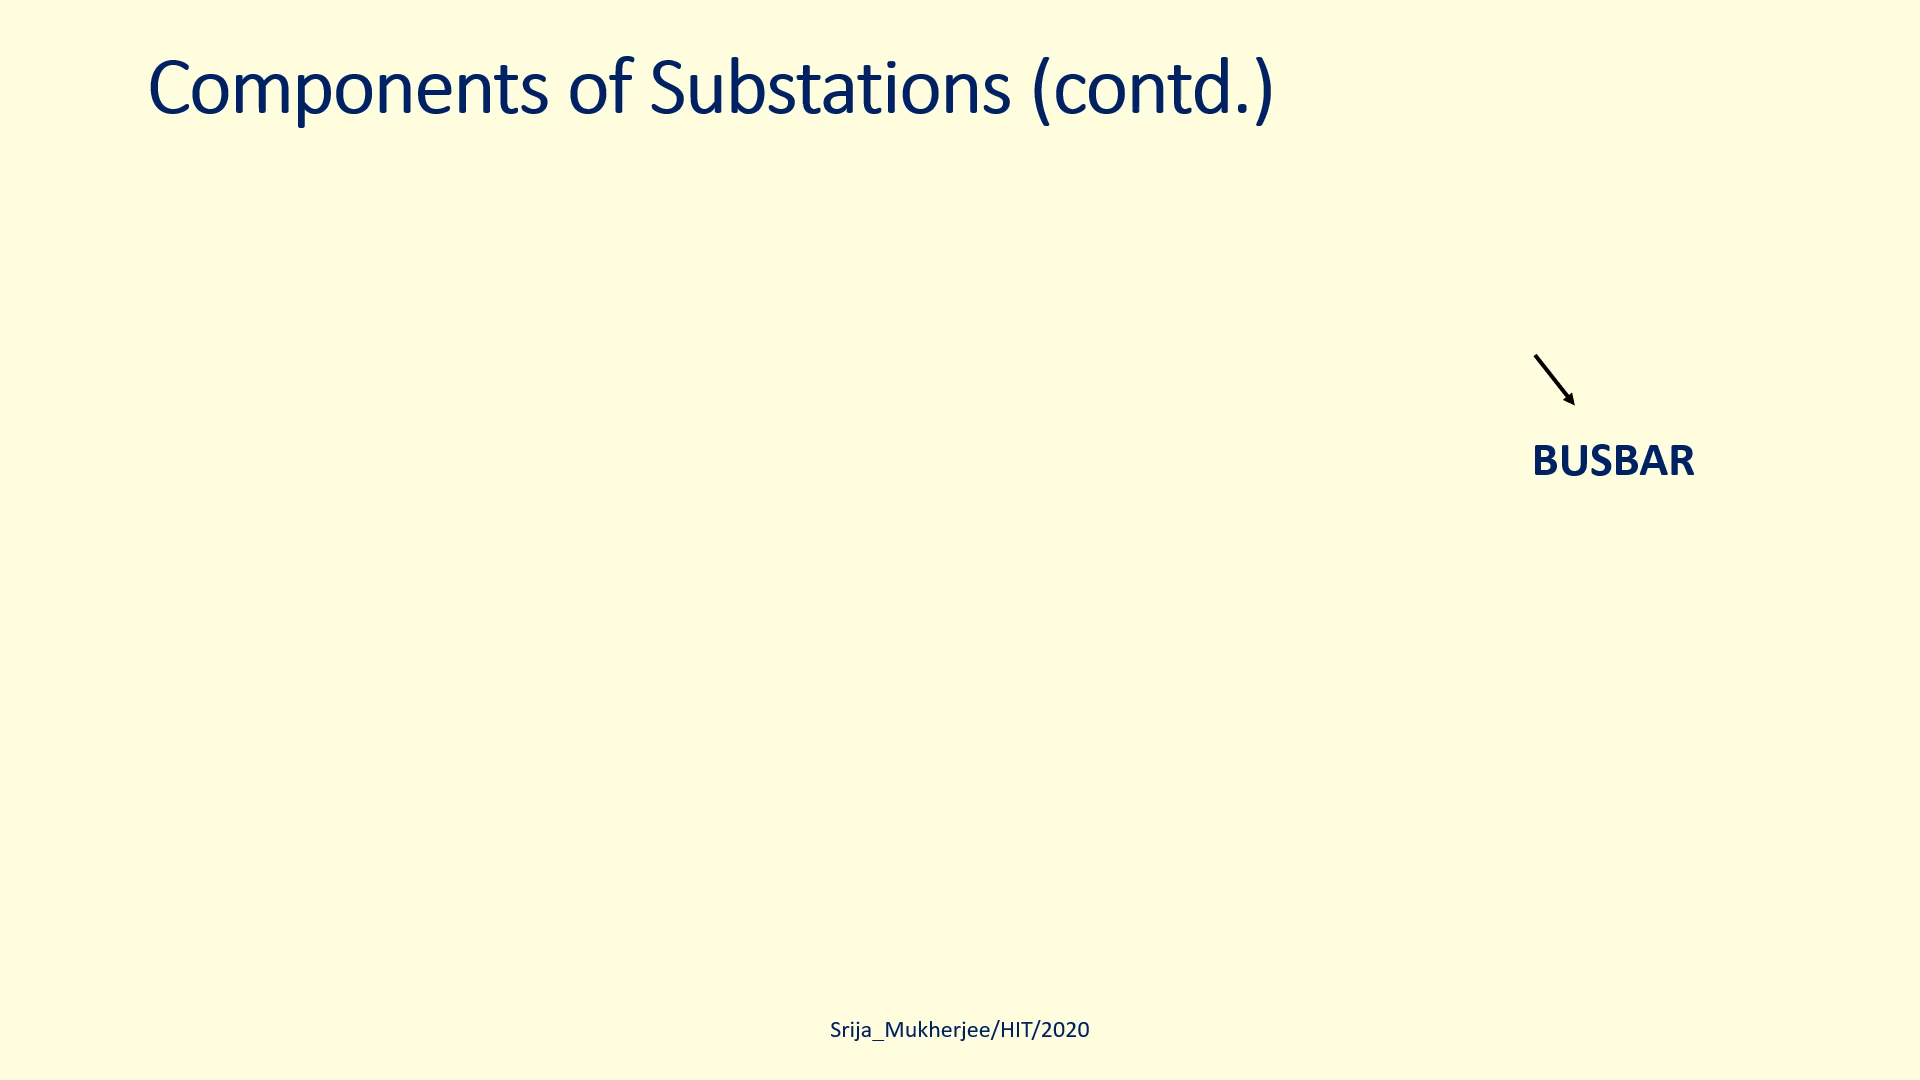 Components of Substations (contd.)
BUSBAR
Srija_Mukherjee/HIT/2020